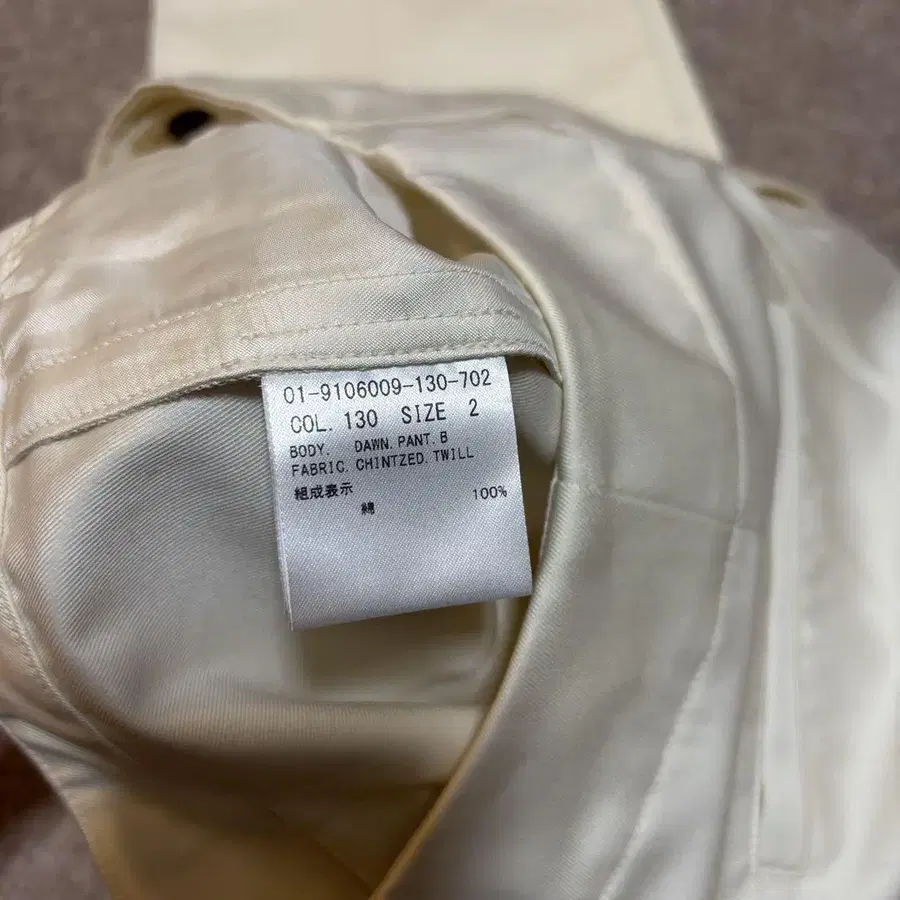 01-9106009-130-702
COL. 130 SIZE 2
BODY. DAWN. PANT. B
FABRIC. CHINTZED. TWILL
組成表示
綿 100%